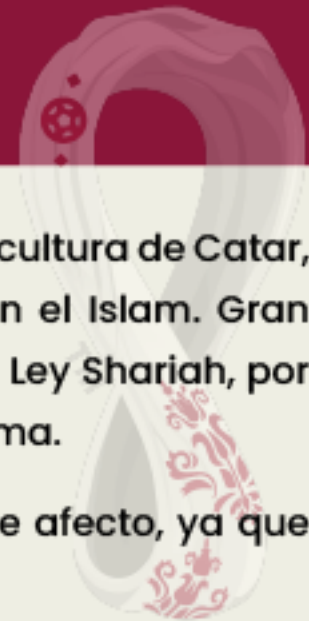 cultura de Catar,
n el Islam. Gran
Ley Shariah, por
ma.
e afecto, ya que